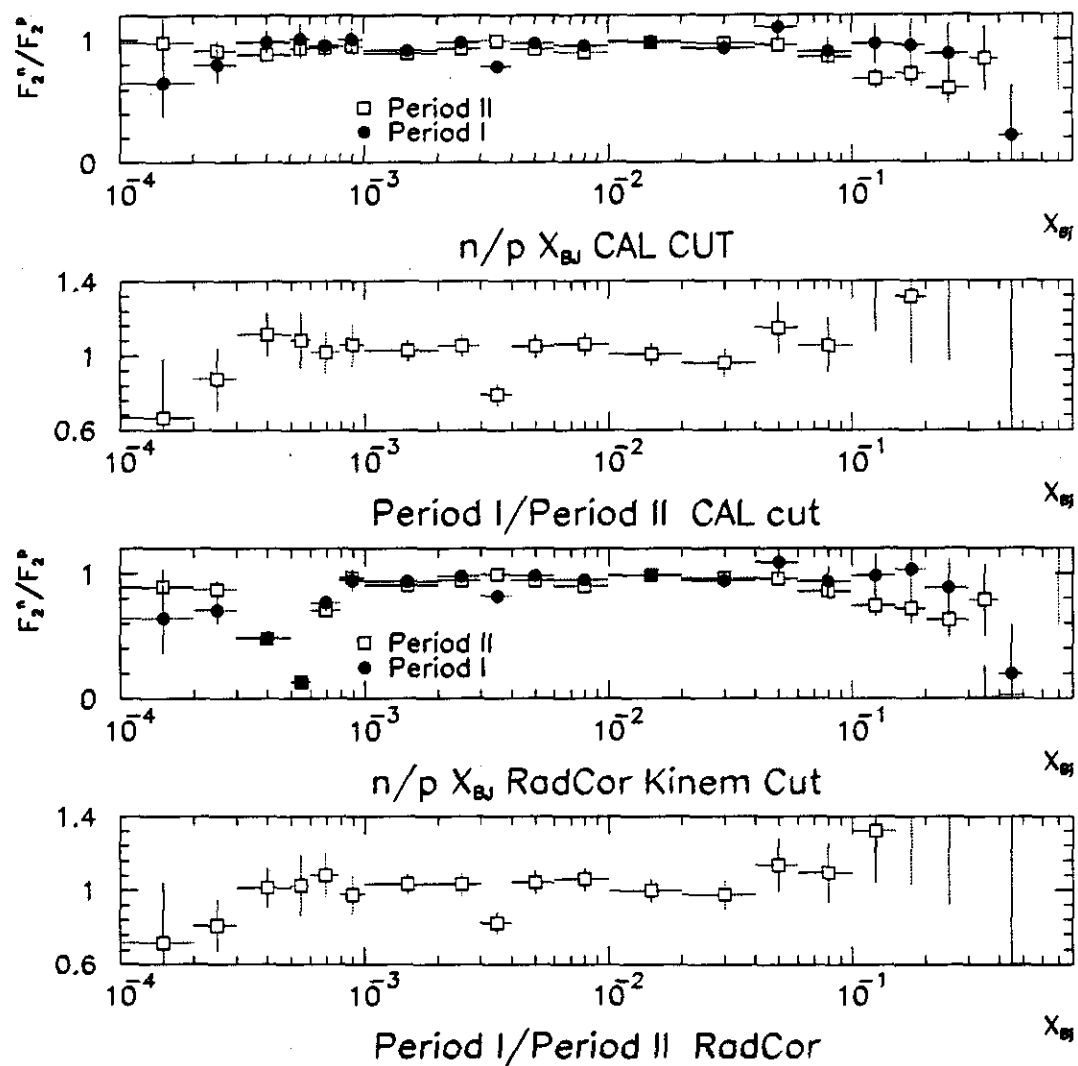 F₂ⁿ/F₂ᵖ
1
0
Period II
Period I
10⁻⁴ 10⁻³ 10⁻² 10⁻¹
X_Bj
n/p X_BJ CAL CUT
1.4
1
0.6
10⁻⁴ 10⁻³ 10⁻² 10⁻¹
X_Bj
Period I/Period II CAL cut
F₂ⁿ/F₂ᵖ
1
0
Period II
Period I
10⁻⁴ 10⁻³ 10⁻² 10⁻¹
X_Bj
n/p X_BJ RadCor Kinem Cut
1.4
1
0.6
10⁻⁴ 10⁻³ 10⁻² 10⁻¹
X_Bj
Period I/Period II RadCor